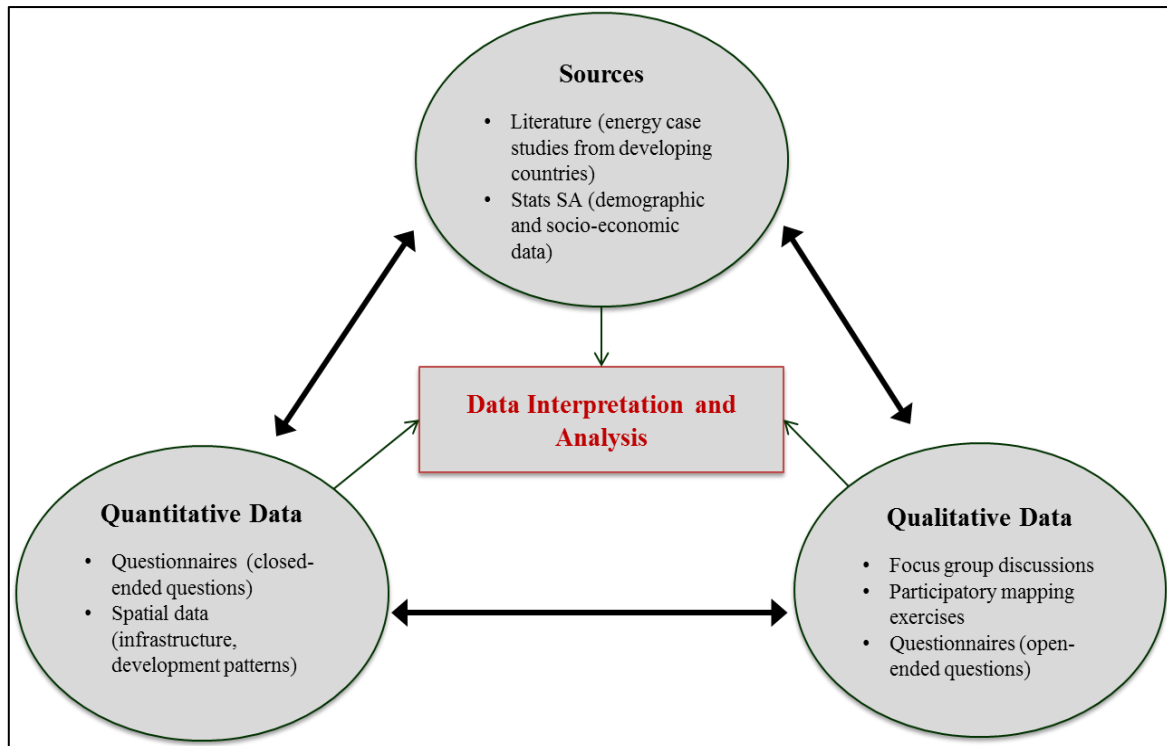 Sources
• Literature (energy case
studies from developing
countries)
• Stats SA (demographic
and socio-economic
data)
Data Interpretation and
Analysis
Quantitative Data
• Questionnaires (closed-
ended questions)
• Spatial data
(infrastructure,
development patterns)
Qualitative Data
• Focus group discussions
• Participatory mapping
exercises
• Questionnaires (open-
ended questions)